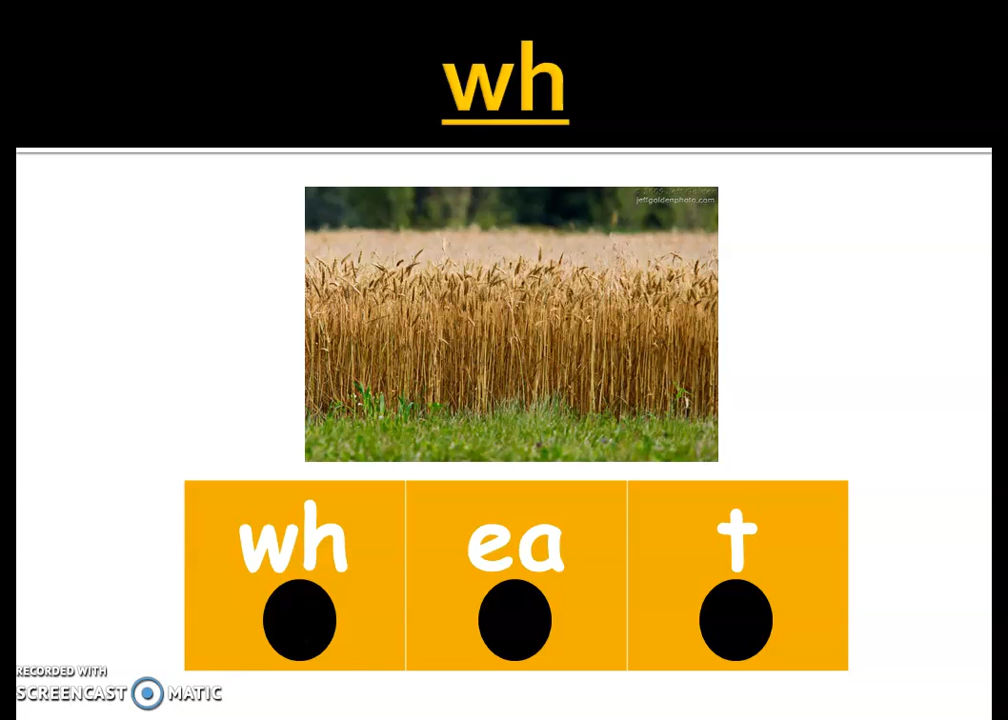 wh
jeffgoldenphoto.com
wh ea t
RECORDED WITH
SCREENCAST MATIC